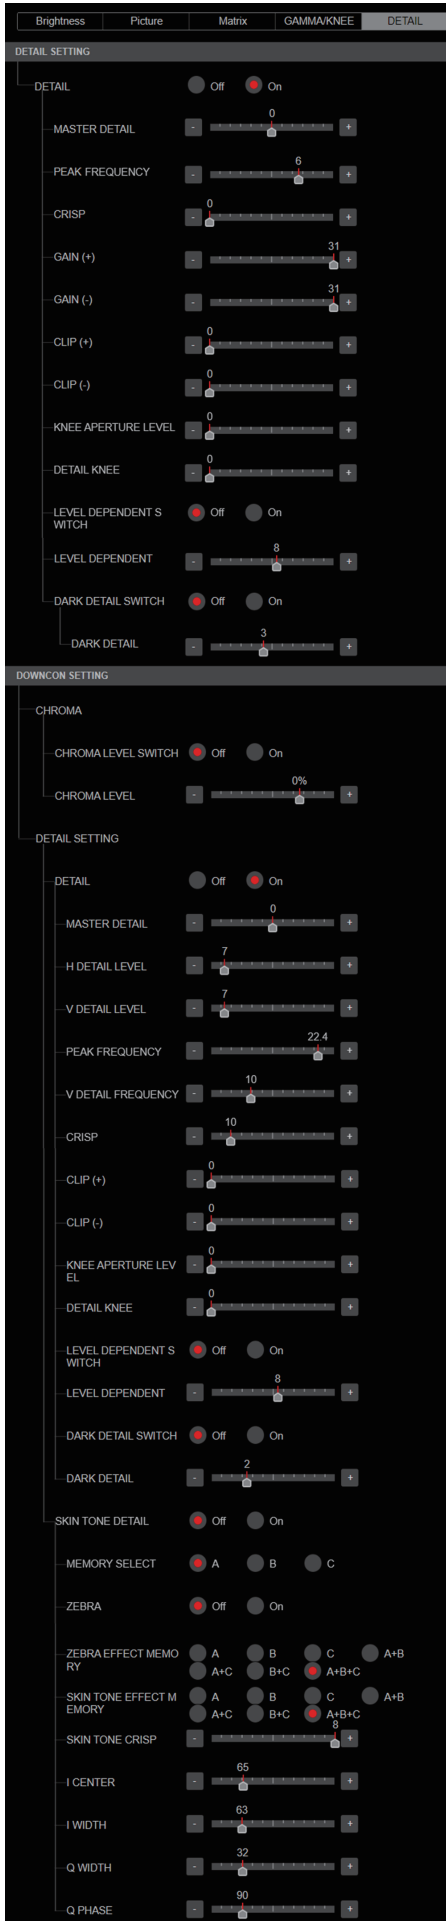 Brightness Picture Matrix GAMMA/KNEE DETAIL
DETAIL SETTING
DETAIL Off On
0
MASTER DETAIL - +
6
PEAK FREQUENCY - +
0
CRISP - +
31
GAIN (+) - +
31
GAIN (-) - +
0
CLIP (+) - +
0
CLIP (-) - +
0
KNEE APERTURE LEVEL - +
0
DETAIL KNEE - +
LEVEL DEPENDENT S Off On
WITCH
8
LEVEL DEPENDENT - +
DARK DETAIL SWITCH Off On
3
DARK DETAIL - +
DOWNCON SETTING
CHROMA
CHROMA LEVEL SWITCH Off On
0%
CHROMA LEVEL - +
DETAIL SETTING
DETAIL Off On
0
MASTER DETAIL - +
7
H DETAIL LEVEL - +
7
V DETAIL LEVEL - +
22.4
PEAK FREQUENCY - +
10
V DETAIL FREQUENCY - +
10
CRISP - +
0
CLIP (+) - +
0
CLIP (-) - +
0
KNEE APERTURE LEV - +
EL
0
DETAIL KNEE - +
LEVEL DEPENDENT S Off On
WITCH
8
LEVEL DEPENDENT - +
DARK DETAIL SWITCH Off On
2
DARK DETAIL - +
SKIN TONE DETAIL Off On
MEMORY SELECT A B C
ZEBRA Off On
ZEBRA EFFECT MEMO A B C A+B
RY A+C B+C A+B+C
SKIN TONE EFFECT M A B C A+B
EMORY A+C B+C A+B+C
8
SKIN TONE CRISP - +
65
I CENTER - +
63
I WIDTH - +
32
Q WIDTH - +
90
Q PHASE - +